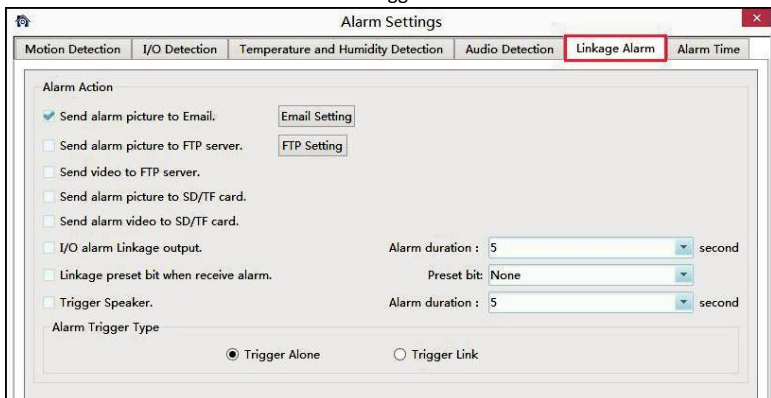 Alarm Settings
Motion Detection I/O Detection Temperature and Humidity Detection Audio Detection Linkage Alarm Alarm Time
Alarm Action
Send alarm picture to Email. Email Setting
Send alarm picture to FTP server. FTP Setting
Send video to FTP server.
Send alarm picture to SD/TF card.
Send alarm video to SD/TF card.
I/O alarm Linkage output. Alarm duration : 5 second
Linkage preset bit when receive alarm. Preset bit: None
Trigger Speaker. Alarm duration : 5 second
Alarm Trigger Type
Trigger Alone Trigger Link